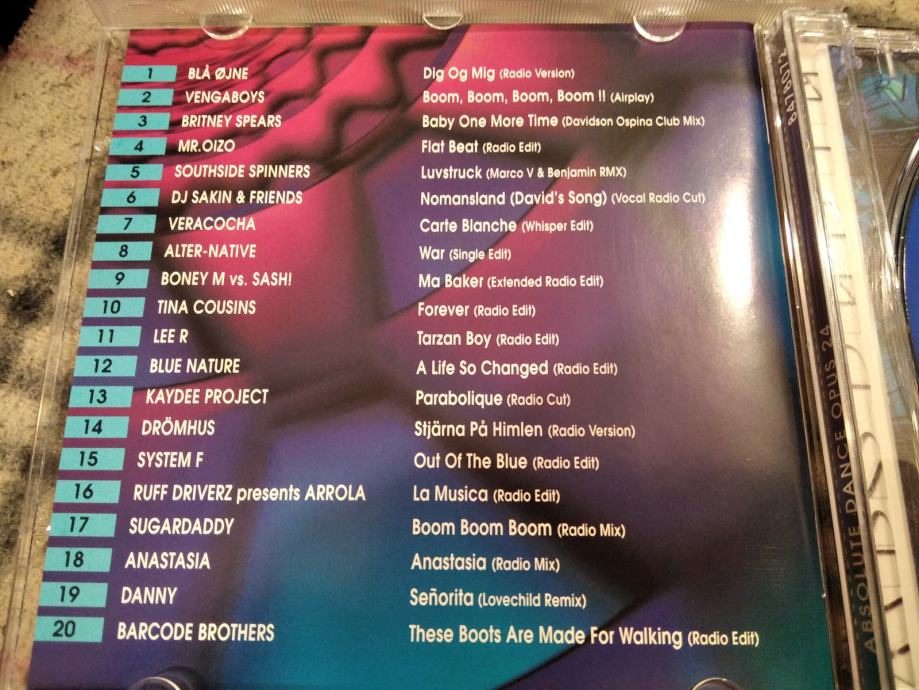 1 BLÅ ØJNE Dig Og Mig (Radio Version)
2 VENGABOYS Boom, Boom, Boom, Boom !! (Airplay)
3 BRITNEY SPEARS Baby One More Time (Davidson Ospina Club Mix)
4 MR.OIZO Flat Beat (Radio Edit)
5 SOUTHSIDE SPINNERS Luvstruck (Marco V & Benjamin RMX)
6 DJ SAKIN & FRIENDS Nomansland (David's Song) (Vocal Radio Cut)
7 VERACOCHA Carte Blanche (Whisper Edit)
8 ALTER-NATIVE War (Single Edit)
9 BONEY M vs. SASH! Ma Baker (Extended Radio Edit)
10 TINA COUSINS Forever (Radio Edit)
11 LEE R Tarzan Boy (Radio Edit)
12 BLUE NATURE A Life So Changed (Radio Edit)
13 KAYDEE PROJECT Parabolique (Radio Cut)
14 DRÖMHUS Stjärna På Himlen (Radio Version)
15 SYSTEM F Out Of The Blue (Radio Edit)
16 RUFF DRIVERZ presents ARROLA La Musica (Radio Edit)
17 SUGARDADDY Boom Boom Boom (Radio Mix)
18 ANASTASIA Anastasia (Radio Mix)
19 DANNY Señorita (Lovechild Remix)
20 BARCODE BROTHERS These Boots Are Made For Walking (Radio Edit)
ABSOLUTE DANCE OPUS 24